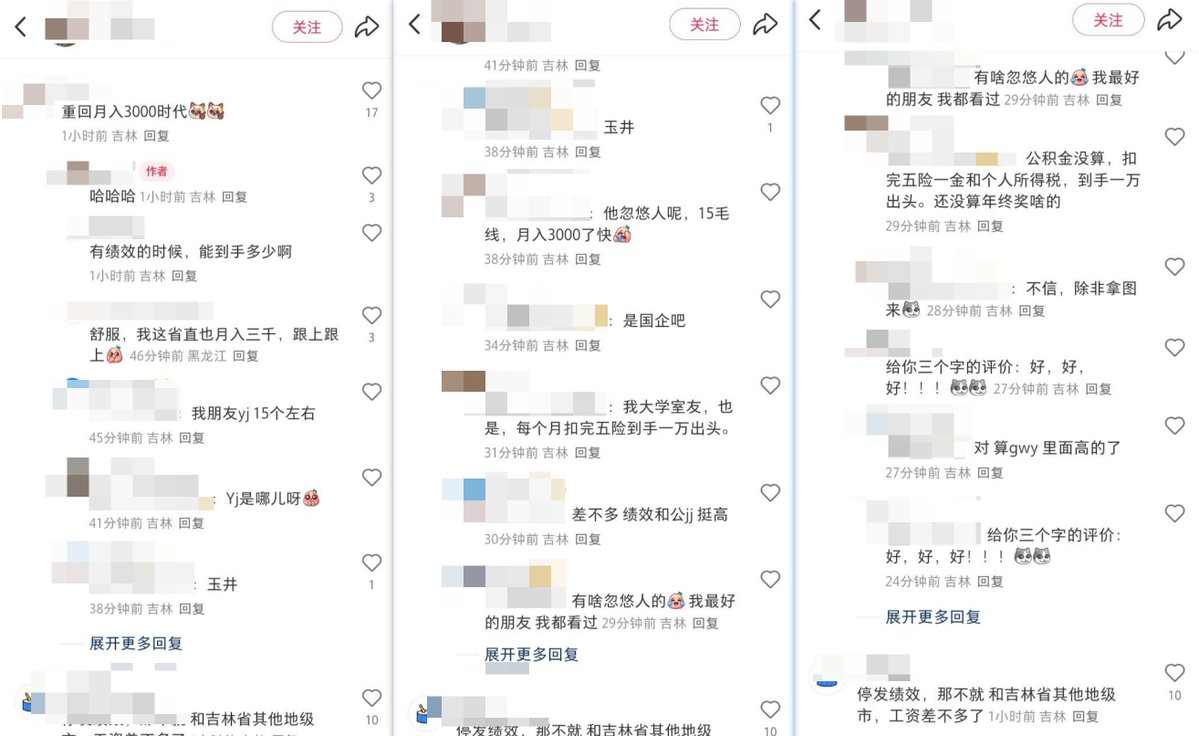 关注
重回月入3000时代
17
1小时前 吉林 回复
作者
哈哈哈 1小时前 吉林 回复
3
有绩效的时候，能到手多少啊
1小时前 吉林 回复
舒服，我这省直也月入三千，跟上跟
上 46分钟前 黑龙江 回复
3
：我朋友yj 15个左右
45分钟前 吉林 回复
：Yj是哪儿呀
41分钟前 吉林 回复
：玉井
1
38分钟前 吉林 回复
展开更多回复
和吉林省其他地级
10
关注
41分钟前 吉林 回复
玉井
1
38分钟前 吉林 回复
：他忽悠人呢，15毛
线，月入3000了快
38分钟前 吉林 回复
：是国企吧
34分钟前 吉林 回复
：我大学室友，也
是，每个月扣完五险到手一万出头。
31分钟前 吉林 回复
差不多 绩效和公jj 挺高
30分钟前 吉林 回复
有啥忽悠人的 我最好
的朋友 我都看过 29分钟前 吉林 回复
展开更多回复
停发绩效，那不就 和吉林省其他地级
10
关注
有啥忽悠人的 我最好
的朋友 我都看过 29分钟前 吉林 回复
公积金没算，扣
完五险一金和个人所得税，到手一万
出头。还没算年终奖啥的
29分钟前 吉林 回复
：不信，除非拿图
来 28分钟前 吉林 回复
给你三个字的评价：好，好，
好！！！ 27分钟前 吉林 回复
对 算gwy 里面高的了
27分钟前 吉林 回复
给你三个字的评价：
好，好，好！！！
24分钟前 吉林 回复
展开更多回复
停发绩效，那不就 和吉林省其他地级
市，工资差不多了 1小时前 吉林 回复
10